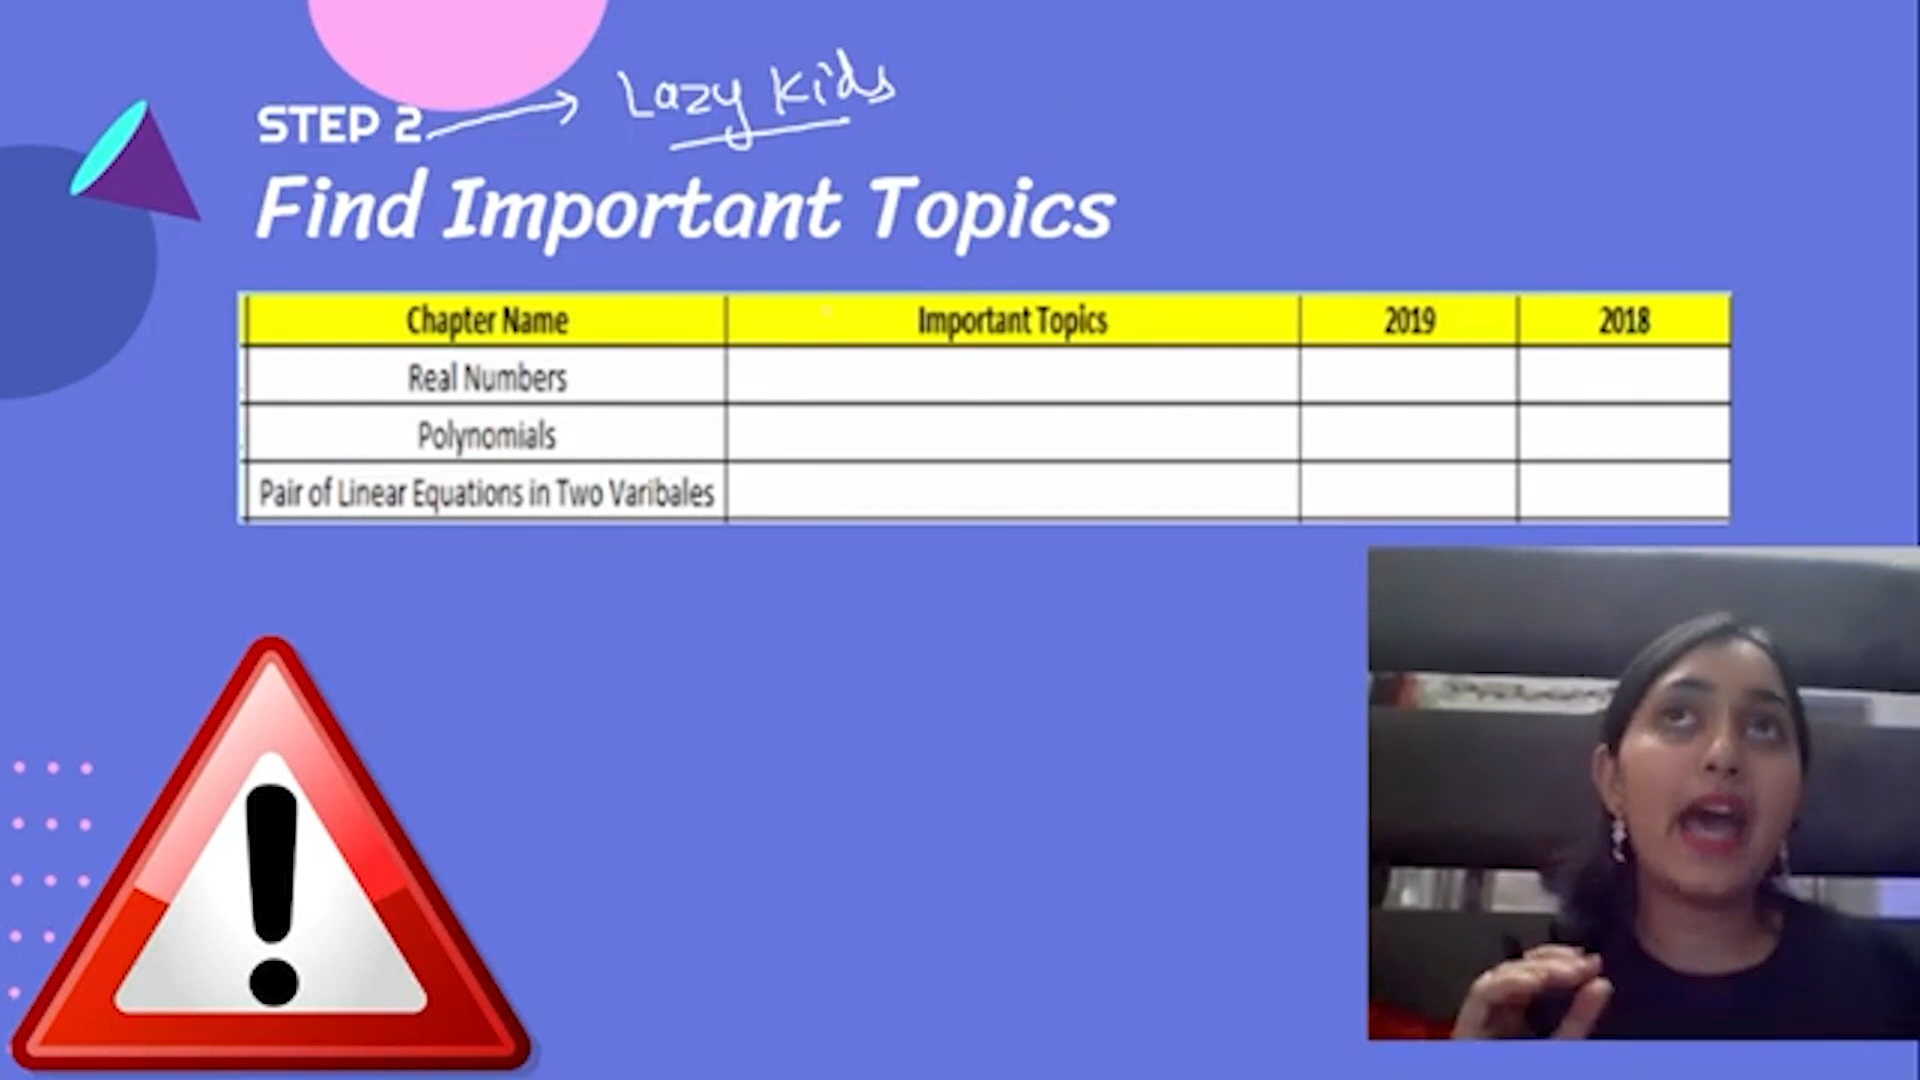 STEP 2 Lazy Kids
Find Important Topics
Chapter Name Important Topics 2019 2018
Real Numbers
Polynomials
Pair of Linear Equations in Two Varibales